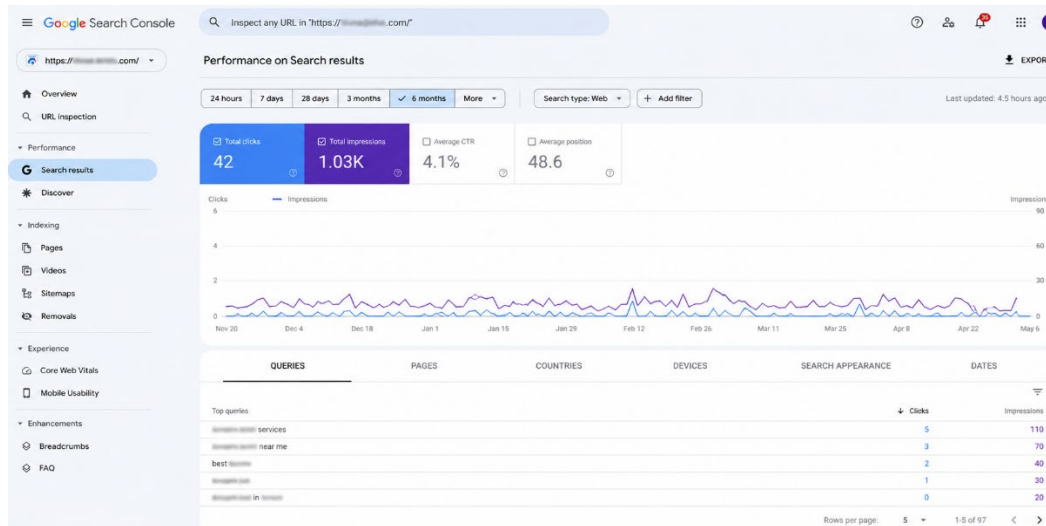 Google Search Console
Inspect any URL in "https:// .com/"
35
https:// .com/
Performance on Search results
EXPOR
Overview
URL inspection
Performance
Search results
Discover
Indexing
Pages
Videos
Sitemaps
Removals
Experience
Core Web Vitals
Mobile Usability
Enhancements
Breadcrumbs
FAQ
24 hours 7 days 28 days 3 months 6 months More
Search type: Web + Add filter
Last updated: 4.5 hours ago
Total clicks Total impressions Average CTR Average position
42 1.03K 4.1% 48.6
Clicks Impressions Impression
6 90
4 60
2 30
0 0
Nov 20 Dec 4 Dec 18 Jan 1 Jan 15 Jan 29 Feb 12 Feb 26 Mar 11 Mar 25 Apr 8 Apr 22 May 6
QUERIES PAGES COUNTRIES DEVICES SEARCH APPEARANCE DATES
Top queries Clicks Impressions
services 5 110
near me 3 70
best 2 40
1 30
in 0 20
Rows per page: 5 1-5 of 97